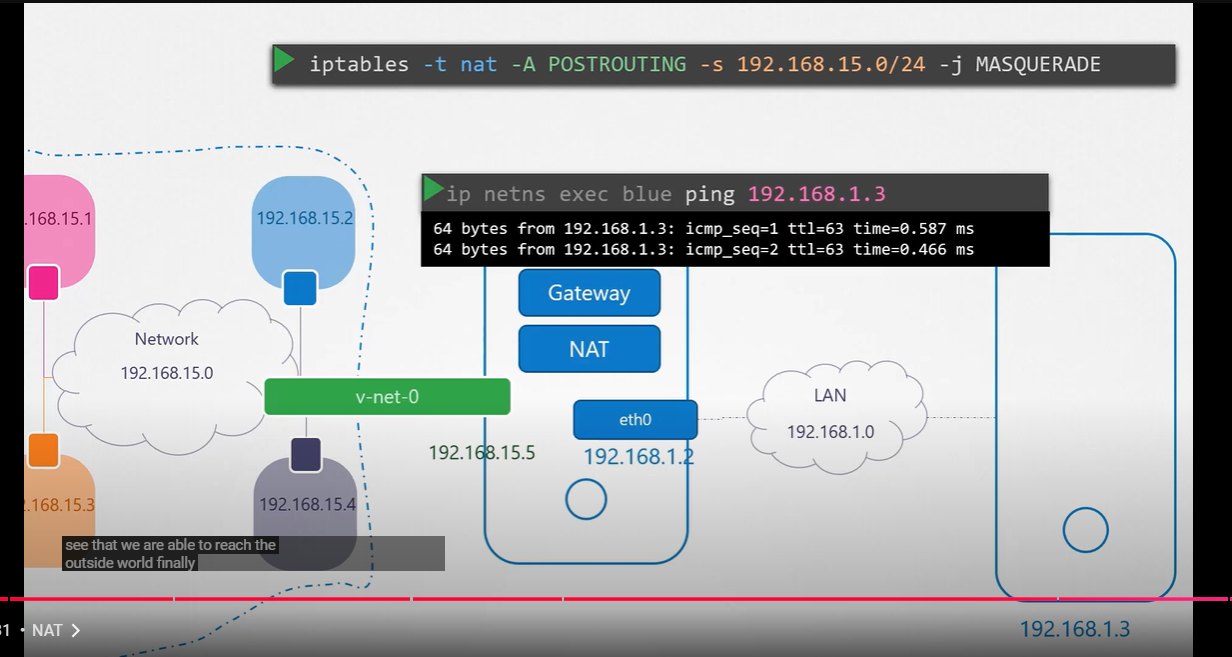 iptables -t nat -A POSTROUTING -s 192.168.15.0/24 -j MASQUERADE
ip netns exec blue ping 192.168.1.3
64 bytes from 192.168.1.3: icmp_seq=1 ttl=63 time=0.587 ms
64 bytes from 192.168.1.3: icmp_seq=2 ttl=63 time=0.466 ms
.168.15.1
192.168.15.2
Gateway
NAT
Network
192.168.15.0
v-net-0
eth0
LAN
192.168.1.0
192.168.15.5
192.168.1.2
.168.15.3
192.168.15.4
see that we are able to reach the
outside world finally
192.168.1.3
31 • NAT